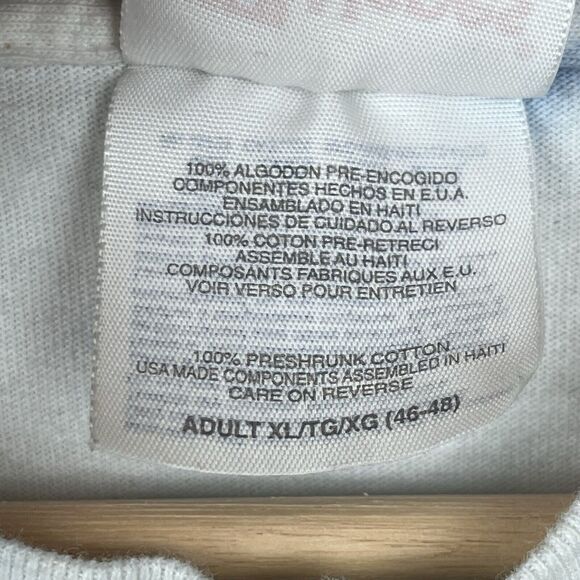 100% ALGODON PRE-ENCOGIDO
COMPONENTES HECHOS EN E.U.A.
ENSAMBLADO EN HAITI
INSTRUCCIONES DE CUIDADO AL REVERSO
100% COTON PRE-RETRECI
ASSEMBLE AU HAITI
COMPOSANTS FABRIQUES AUX E.U.
VOIR VERSO POUR ENTRETIEN
100% PRESHRUNK COTTON
USA MADE COMPONENTS ASSEMBLED IN HAITI
CARE ON REVERSE
ADULT XL/TG/XG (46-48)